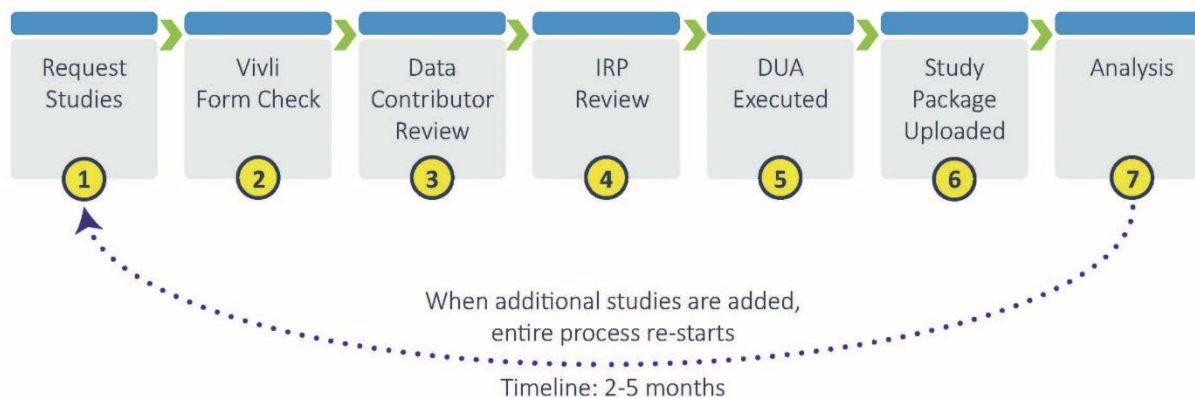 Request
Studies
1
Vivli
Form Check
2
Data
Contributor
Review
3
IRP
Review
4
DUA
Executed
5
Study
Package
Uploaded
6
Analysis
7
When additional studies are added,
entire process re-starts
Timeline: 2-5 months